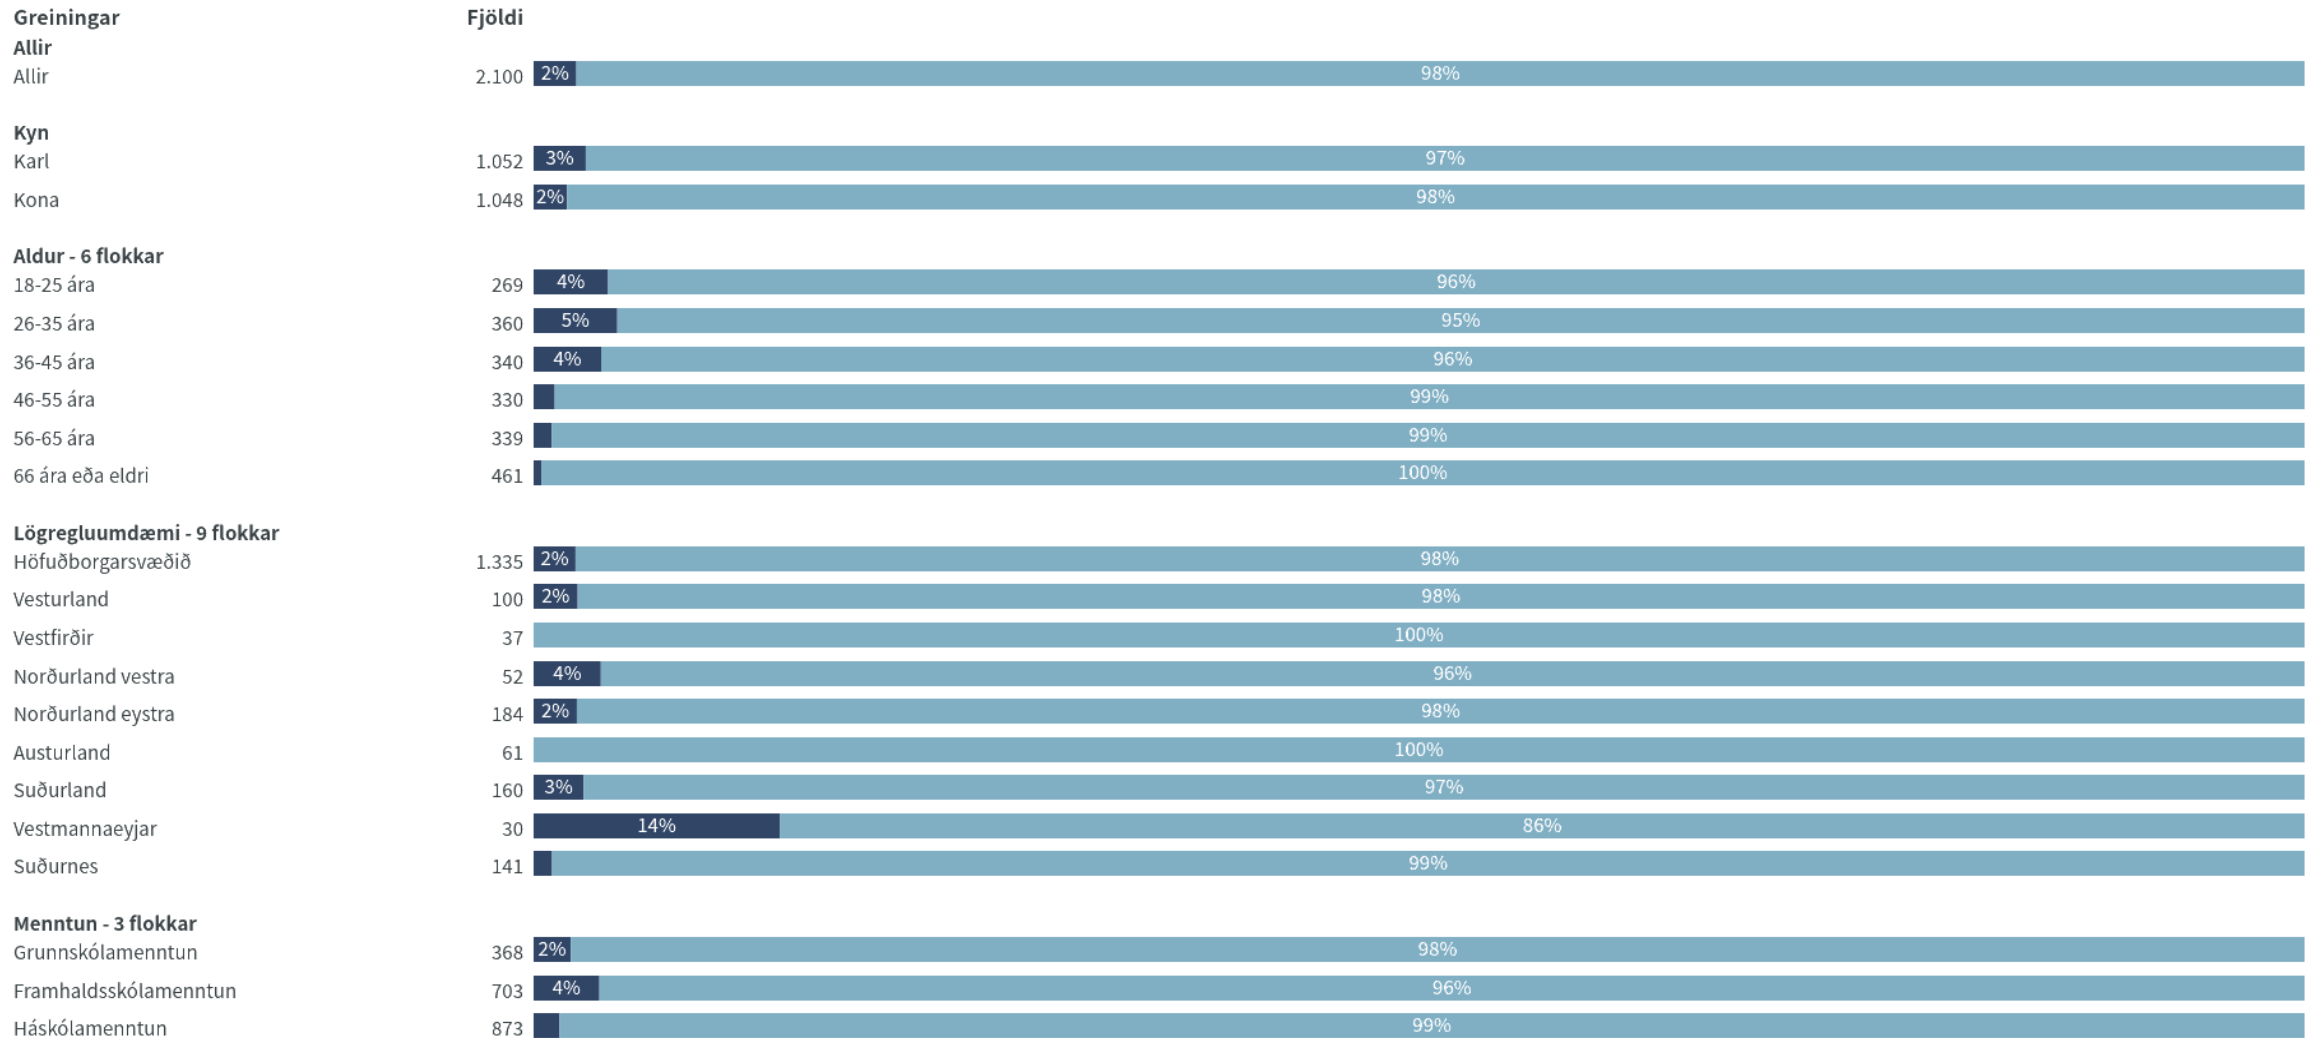 Greiningar Fjöldi
Allir
Allir 2.100 2% 98%
Kyn
Karl 1.052 3% 97%
Kona 1.048 2% 98%
Aldur - 6 flokkar
18-25 ára 269 4% 96%
26-35 ára 360 5% 95%
36-45 ára 340 4% 96%
46-55 ára 330 99%
56-65 ára 339 99%
66 ára eða eldri 461 100%
Lögregluumdæmi - 9 flokkar
Höfuðborgarsvæðið 1.335 2% 98%
Vesturland 100 2% 98%
Vestfirðir 37 100%
Norðurland vestra 52 4% 96%
Norðurland eystra 184 2% 98%
Austurland 61 100%
Suðurland 160 3% 97%
Vestmannaeyjar 30 14% 86%
Suðurnes 141 99%
Menntun - 3 flokkar
Grunnskólamenntun 368 2% 98%
Framhaldsskólamenntun 703 4% 96%
Háskólamenntun 873 99%